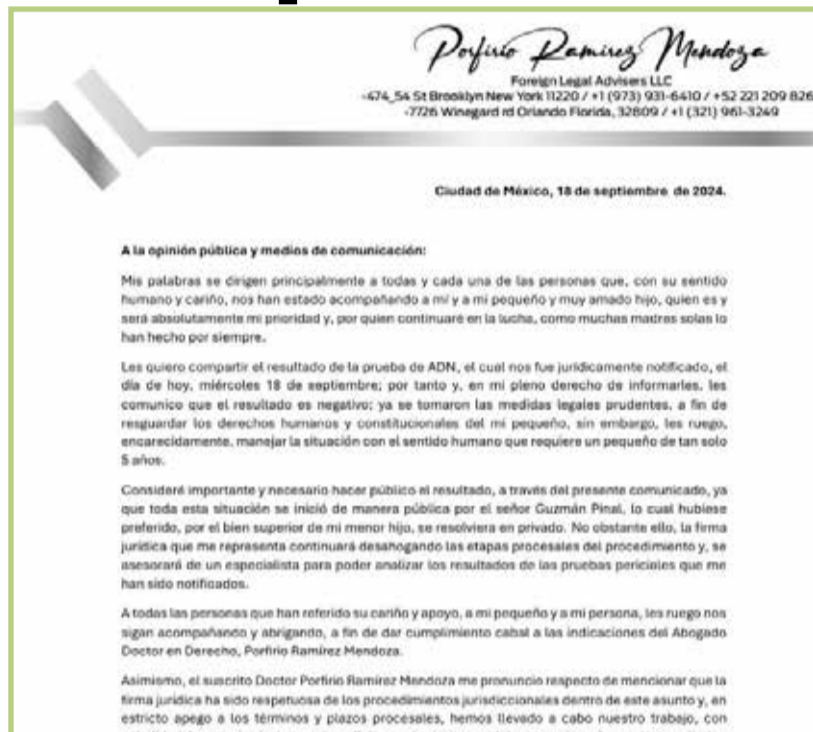 Porfirio Ramirez Mendoza
Foreign Legal Advisers LLC
-474_54 St Brooklyn New York 11220 / +1 (973) 931-6410 / +52 221 209 826
-7726 Winegard rd Orlando Florida, 32809 / +1 (321) 961-3249
Ciudad de México, 18 de septiembre de 2024.
A la opinión pública y medios de comunicación:
Mis palabras se dirigen principalmente a todas y cada una de las personas que, con su sentido
humano y cariño, nos han estado acompañando a mí y a mi pequeño y muy amado hijo, quien es y
será absolutamente mi prioridad y, por quien continuaré en la lucha, como muchas madres solas lo
han hecho por siempre.
Les quiero compartir el resultado de la prueba de ADN, el cual nos fue jurídicamente notificado, el
día de hoy, miércoles 18 de septiembre; por tanto y, en mi pleno derecho de informarles, les
comunico que el resultado es negativo; ya se tomaron las medidas legales prudentes, a fin de
resguardar los derechos humanos y constitucionales del mi pequeño, sin embargo, les ruego,
encarecidamente, manejar la situación con el sentido humano que requiere un pequeño de tan solo
5 años.
Consideré importante y necesario hacer público el resultado, a través del presente comunicado, ya
que toda esta situación se inició de manera pública por el señor Guzmán Pinal, lo cual hubiese
preferido, por el bien superior de mi menor hijo, se resolviera en privado. No obstante ello, la firma
jurídica que me representa continuará desahogando las etapas procesales del procedimiento y, se
asesorará de un especialista para poder analizar los resultados de las pruebas periciales que me
han sido notificados.
A todas las personas que han referido su cariño y apoyo, a mi pequeño y a mi persona, les ruego nos
sigan acompañando y abrigando, a fin de dar cumplimiento cabal a las indicaciones del Abogado
Doctor en Derecho, Porfirio Ramírez Mendoza.
Asimismo, el suscrito Doctor Porfirio Ramírez Mendoza me pronuncio respecto de mencionar que la
firma jurídica ha sido respetuosa de los procedimientos jurisdiccionales dentro de este asunto y, en
estricto apego a los términos y plazos procesales, hemos llevado a cabo nuestro trabajo, con